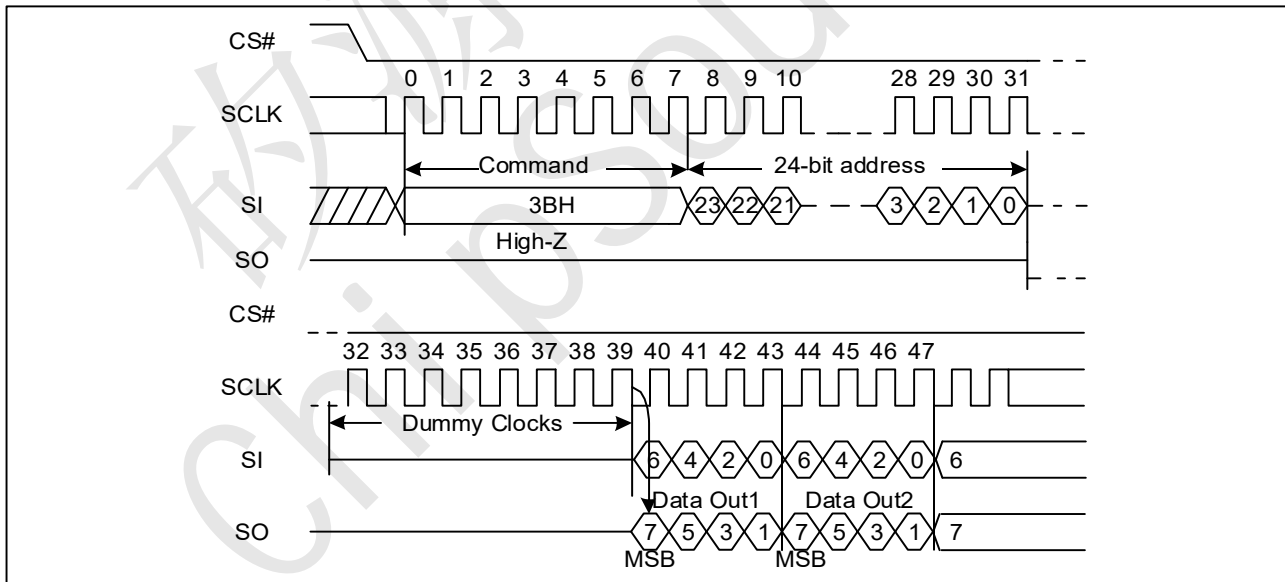 CS#
0 1 2 3 4 5 6 7 8 9 10 28 29 30 31
SCLK
Command 24-bit address
SI 3BH 23 22 21 3 2 1 0
High-Z
SO
CS#
32 33 34 35 36 37 38 39 40 41 42 43 44 45 46 47
SCLK
Dummy Clocks
SI 6 4 2 0 6 4 2 0 6
Data Out1 Data Out2
SO 7 5 3 1 7 5 3 1 7
MSB MSB